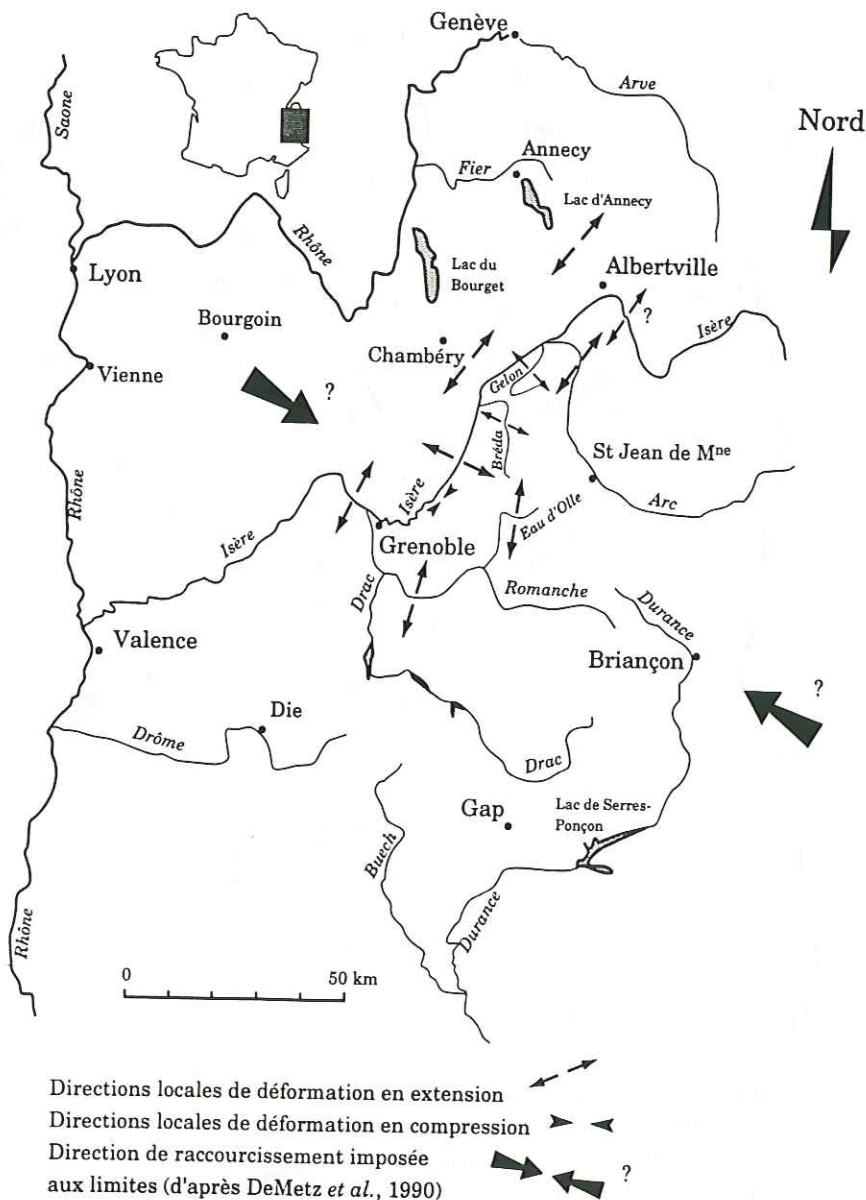 Genève
Arve
Saone
Nord
Annecy
Fier
Lac d'Annecy
Rhône
Lac du
Bourget
Albertville
Lyon
Bourgoin
?
Isère
Chambéry
Vienne
Gelon
?
St Jean de Mne
Bréda
Rhône
Isère
Arc
Isère
Eau d'Olle
Grenoble
Drac
Romanche
Durance
Valence
Briançon
?
Die
Drôme
Drac
Lac de Serres-
Ponçon
Gap
Buech
Durance
Rhône
0
50 km
Directions locales de déformation en extension
Directions locales de déformation en compression
Direction de raccourcissement imposée
aux limites (d'après DeMetz et al., 1990)
?